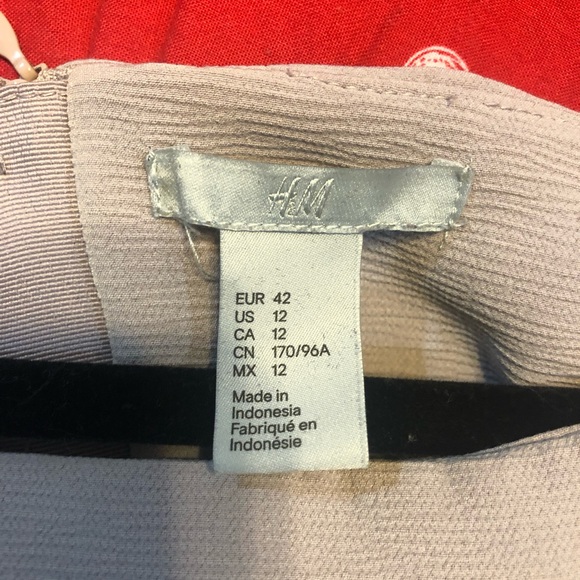 H&M
EUR 42
US 12
CA 12
CN 170/96A
MX 12
Made in
Indonesia
Fabriqué en
Indonésie